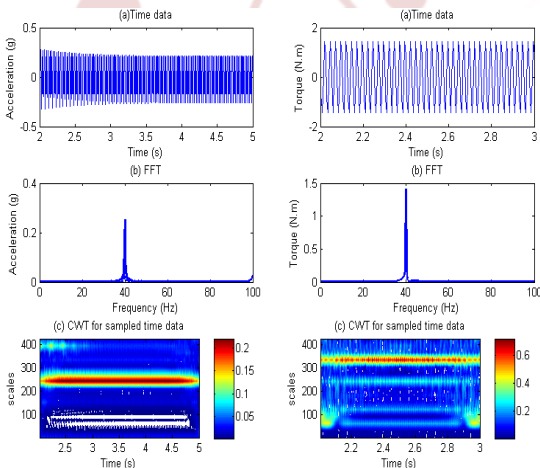 (a)Time data
Acceleration (g)
0.5
0
-0.5
2 2.5 3 3.5 4 4.5 5
Time (s)
(b) FFT
Acceleration (g)
0.4
0.2
0
0 20 40 60 80 100
Frequency (Hz)
(c) CWT for sampled time data
scales
400
300
200
100
2.5 3 3.5 4 4.5 5
Time (s)
0.2
0.15
0.1
0.05
(a)Time data
Torque (N.m)
2
0
-2
2 2.2 2.4 2.6 2.8 3
Time (s)
(b) FFT
Torque (N.m)
1.5
1
0.5
0
0 20 40 60 80 100
Frequency (Hz)
(c) CWT for sampled time data
scales
400
300
200
100
2.2 2.4 2.6 2.8 3
Time (s)
0.6
0.4
0.2